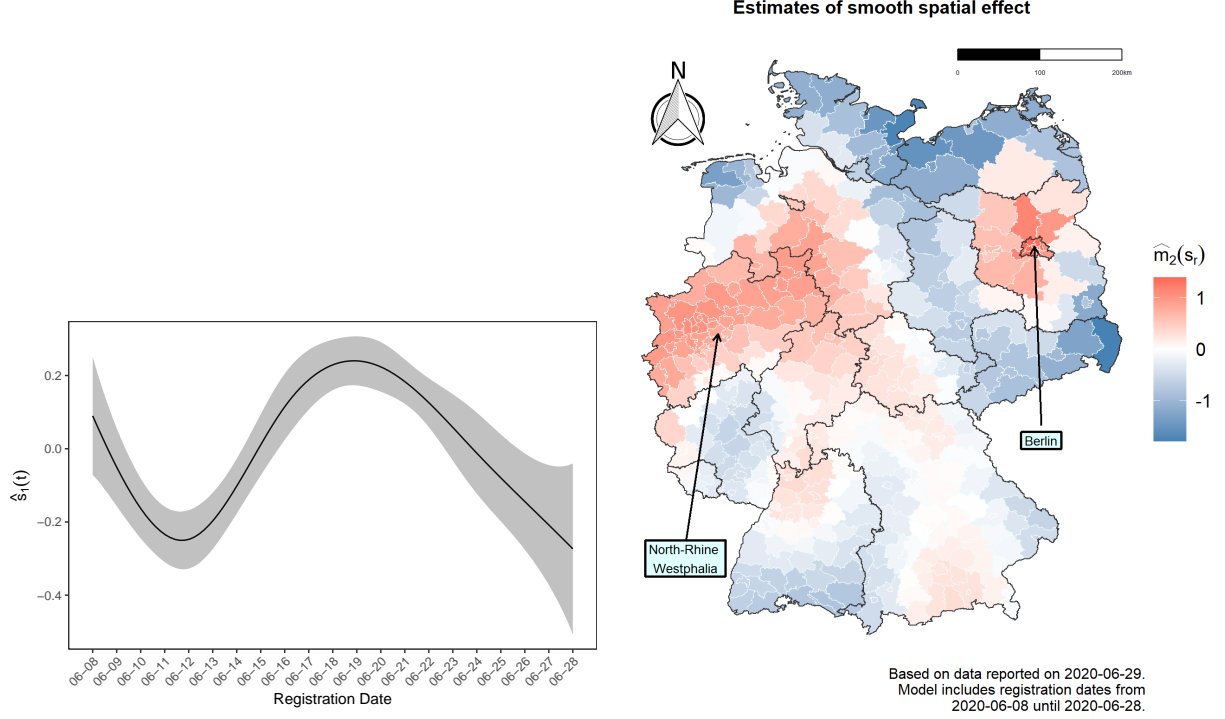 Estimates of smooth spatial effect
N
0 100 200km
m̂₂(sᵣ)
1
0
-1
Berlin
North-Rhine
Westphalia
0.2
0.0
−0.2
−0.4
ŝ₁(t)
06−08 06−09 06−10 06−11 06−12 06−13 06−14 06−15 06−16 06−17 06−18 06−19 06−20 06−21 06−22 06−23 06−24 06−25 06−26 06−27 06−28
Registration Date
Based on data reported on 2020-06-29.
Model includes registration dates from
2020-06-08 until 2020-06-28.